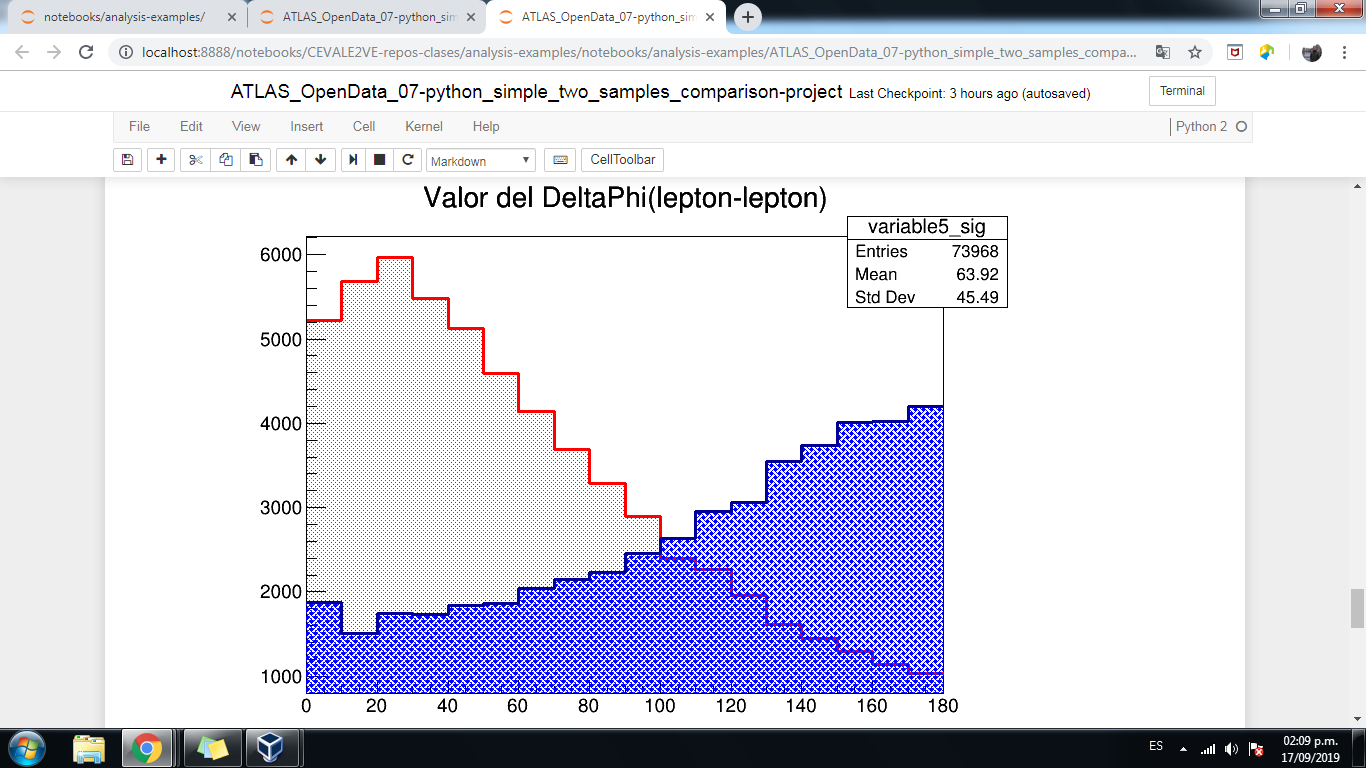 notebooks/analysis-examples/
ATLAS_OpenData_07-python_sim
ATLAS_OpenData_07-python_sim
localhost:8888/notebooks/CEVALE2VE-repos-clases/analysis-examples/notebooks/analysis-examples/ATLAS_OpenData_07-python_simple_two_samples_compa...
ATLAS_OpenData_07-python_simple_two_samples_comparison-project Last Checkpoint: 3 hours ago (autosaved)
Terminal
File Edit View Insert Cell Kernel Help
Python 2
Markdown
CellToolbar
Valor del DeltaPhi(lepton-lepton)
variable5_sig
Entries 73968
Mean 63.92
Std Dev 45.49
6000
5000
4000
3000
2000
1000
0 20 40 60 80 100 120 140 160 180
ES
02:09 p.m.
17/09/2019